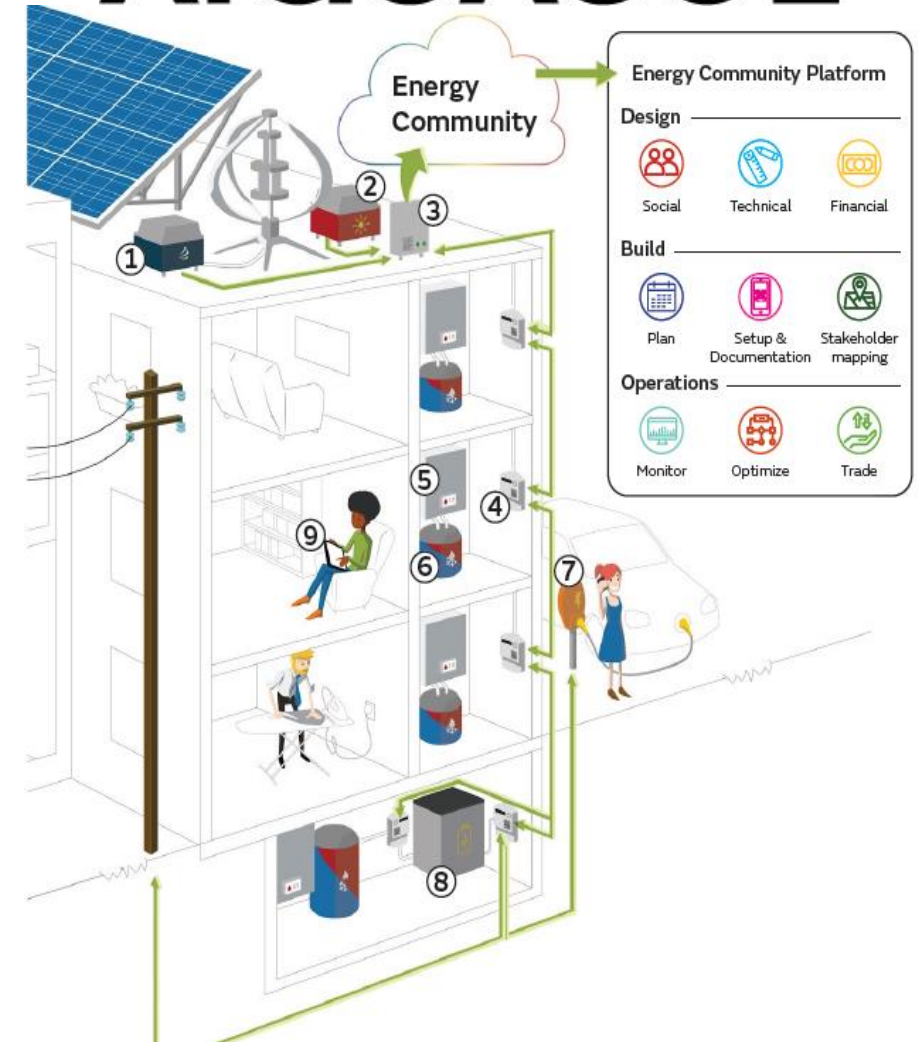 Energy
Community
Energy Community Platform
Design
Social
Technical
Financial
Build
Plan
Setup &
Documentation
Stakeholder
mapping
Operations
Monitor
Optimize
Trade
1
2
3
4
5
6
7
8
9